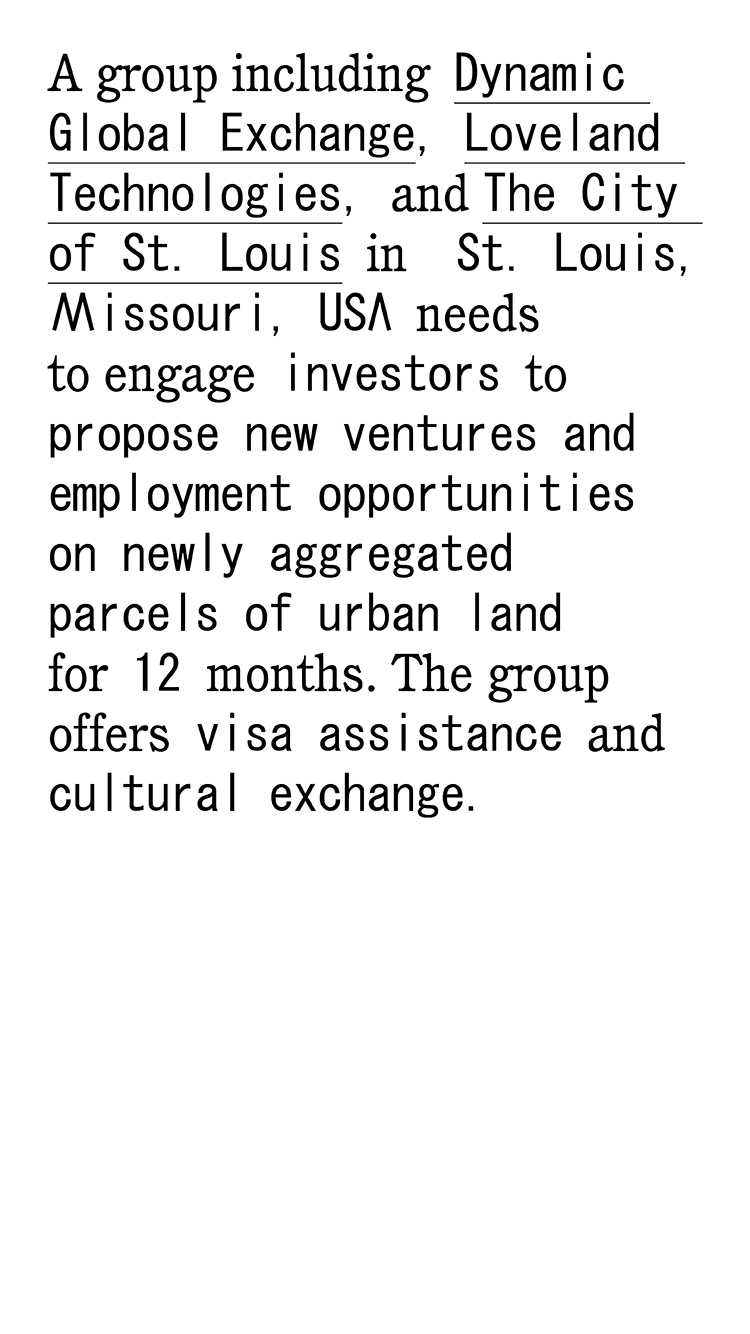 A group including Dynamic
Global Exchange, Loveland
Technologies, and The City
of St. Louis in St. Louis,
Missouri, USA needs
to engage investors to
propose new ventures and
employment opportunities
on newly aggregated
parcels of urban land
for 12 months. The group
offers visa assistance and
cultural exchange.